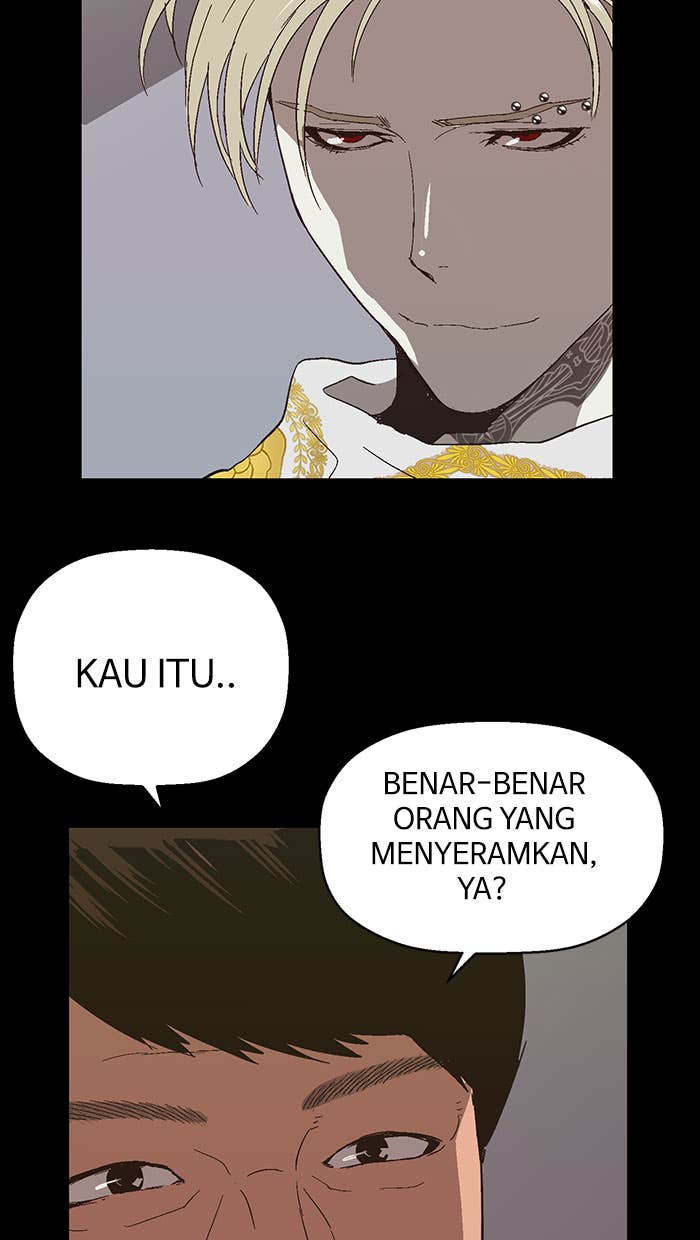 KAU ITU..
BENAR-BENAR
ORANG YANG
MENYERAMKAN,
YA?